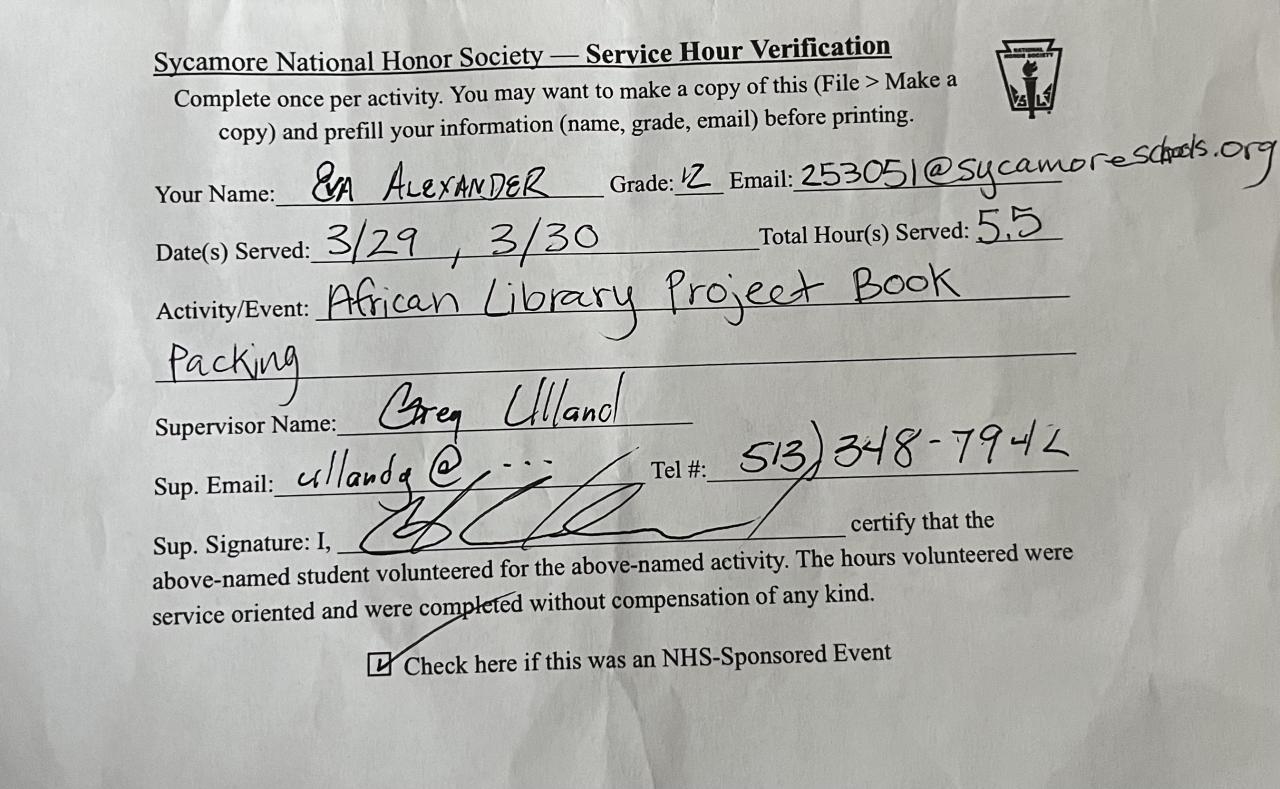 Sycamore National Honor Society — Service Hour Verification
NATIONAL HONOR SOCIETY
Complete once per activity. You may want to make a copy of this (File > Make a
copy) and prefill your information (name, grade, email) before printing.
Your Name: EVA ALEXANDER Grade: 12 Email: 253051@sycamoreschools.org
Date(s) Served: 3/29 , 3/30 Total Hour(s) Served: 5.5
Activity/Event: African Library Project Book
Packing
Supervisor Name: Greg Ulland
Sup. Email: ullandg @ ... Tel #: 513) 348-7942
Sup. Signature: I, certify that the
above-named student volunteered for the above-named activity. The hours volunteered were
service oriented and were completed without compensation of any kind.
Check here if this was an NHS-Sponsored Event